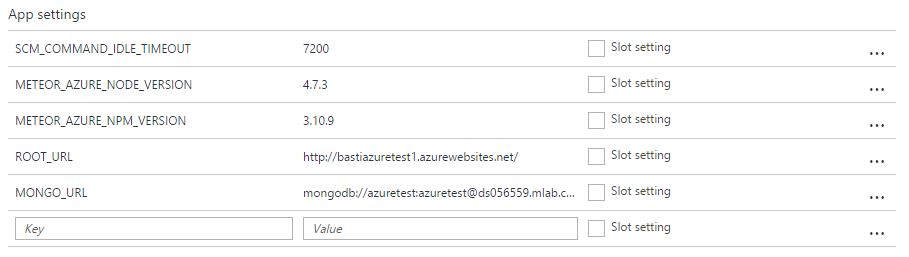 App settings
SCM_COMMAND_IDLE_TIMEOUT 7200 Slot setting ...
METEOR_AZURE_NODE_VERSION 4.7.3 Slot setting ...
METEOR_AZURE_NPM_VERSION 3.10.9 Slot setting ...
ROOT_URL http://bastiazuretest1.azurewebsites.net/ Slot setting ...
MONGO_URL mongodb://azuretest:azuretest@ds056559.mlab.c... Slot setting ...
Key Value Slot setting ...